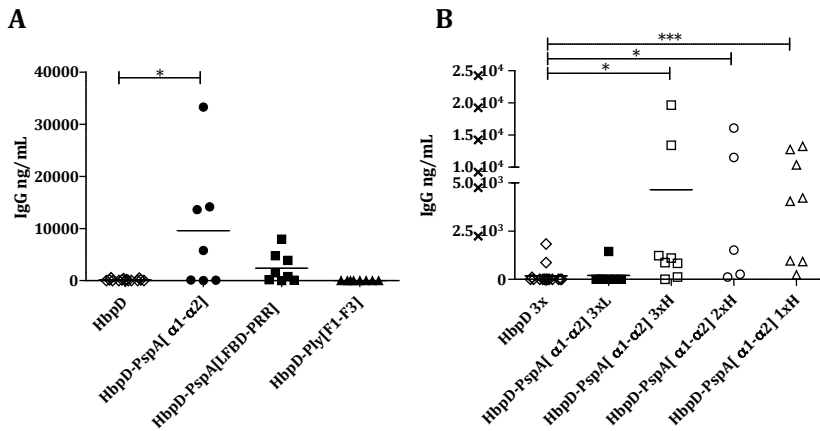 A
B
*
***
*
*
IgG ng/mL
40000
30000
20000
10000
0
HbpD
HbpD-PspA[ α1-α2]
HbpD-PspA[LFBD-PRR]
HbpD-Ply[F1-F3]
IgG ng/mL
2.5×10⁴
2.0×10⁴
1.5×10⁴
1.0×10⁴
5.0×10³
2.5×10³
0
HbpD 3x
HbpD-PspA[ α1-α2] 3xL
HbpD-PspA[ α1-α2] 3xH
HbpD-PspA[ α1-α2] 2xH
HbpD-PspA[ α1-α2] 1xH